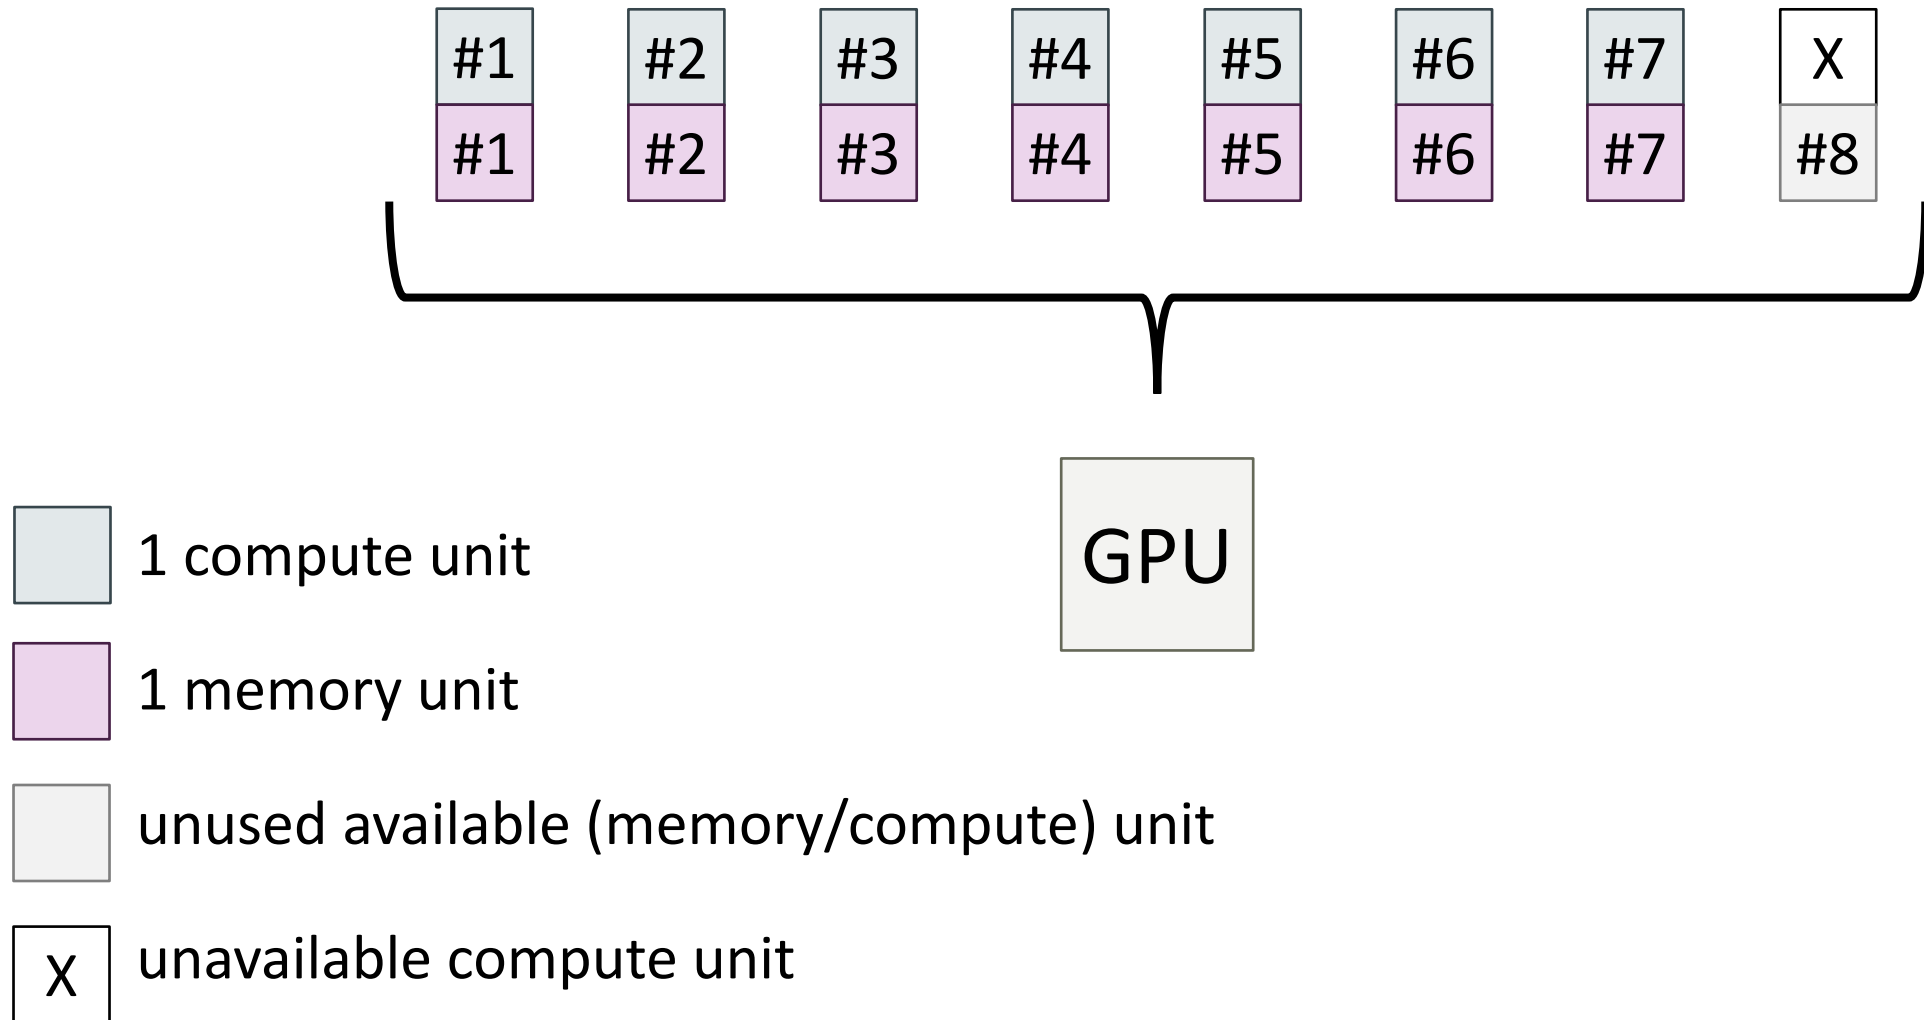 #1 #2 #3 #4 #5 #6 #7 X
#1 #2 #3 #4 #5 #6 #7 #8
GPU
1 compute unit
1 memory unit
unused available (memory/compute) unit
X unavailable compute unit